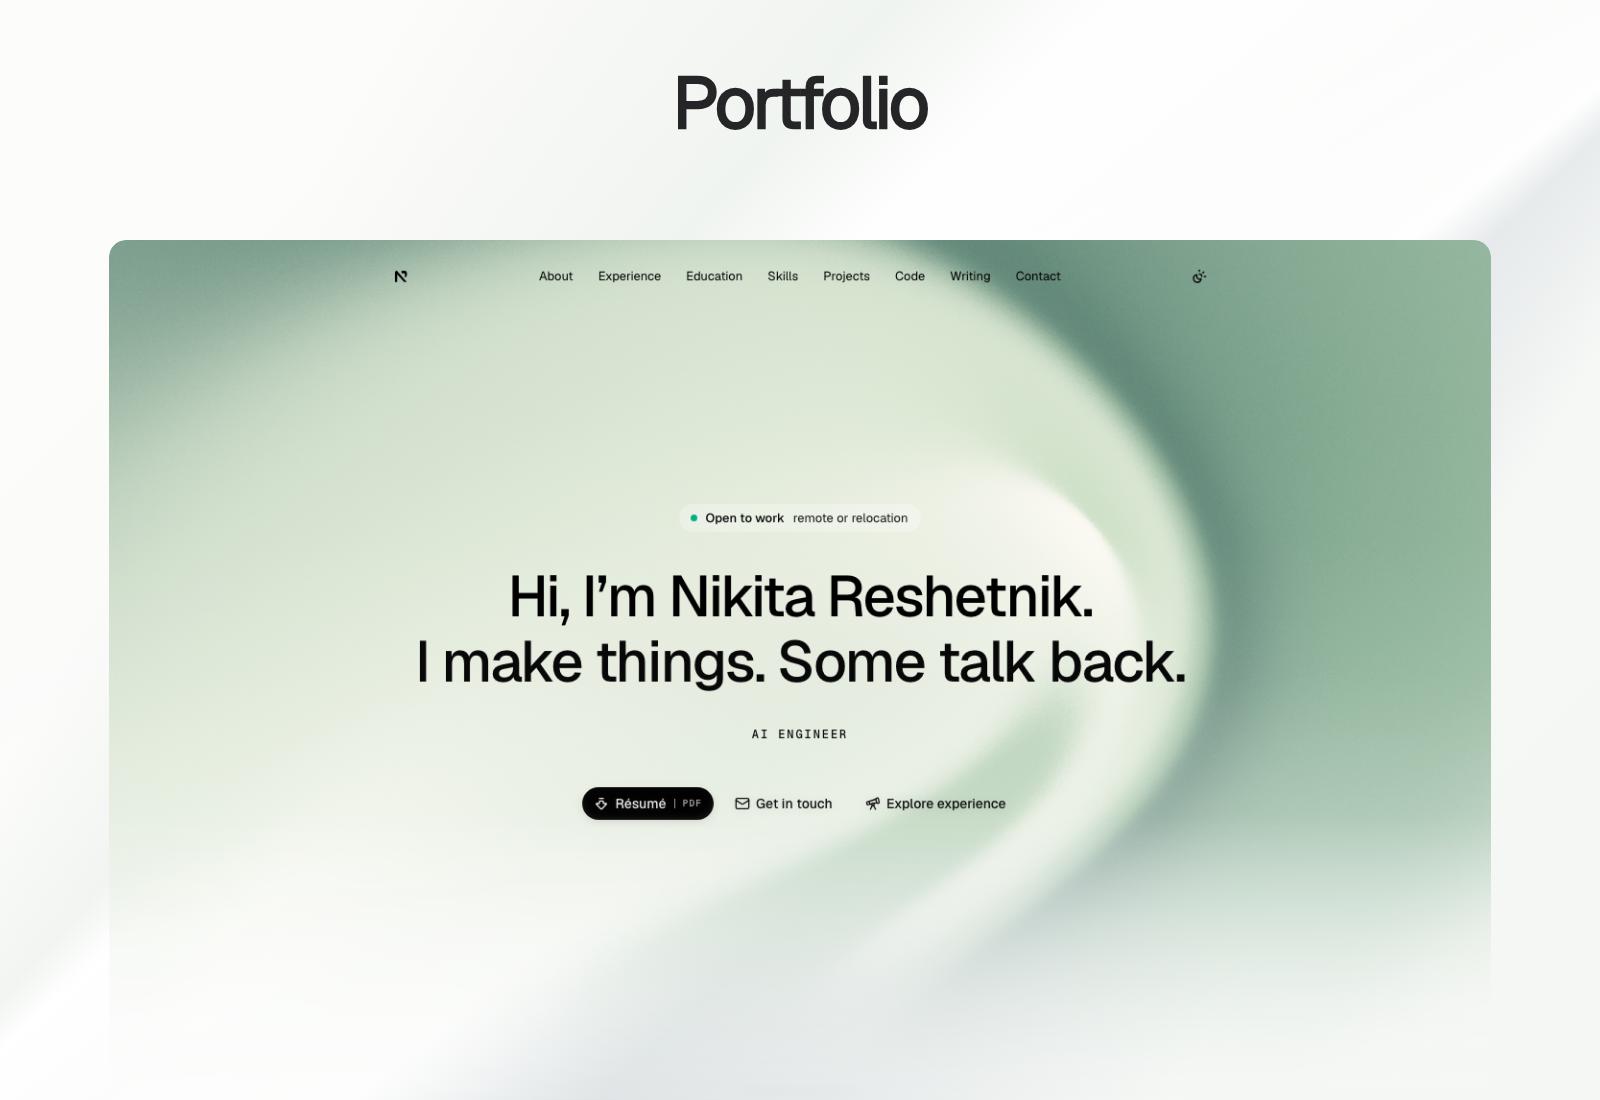 Portfolio
About Experience Education Skills Projects Code Writing Contact
Open to work remote or relocation
Hi, I’m Nikita Reshetnik.
I make things. Some talk back.
AI ENGINEER
Résumé | PDF Get in touch Explore experience